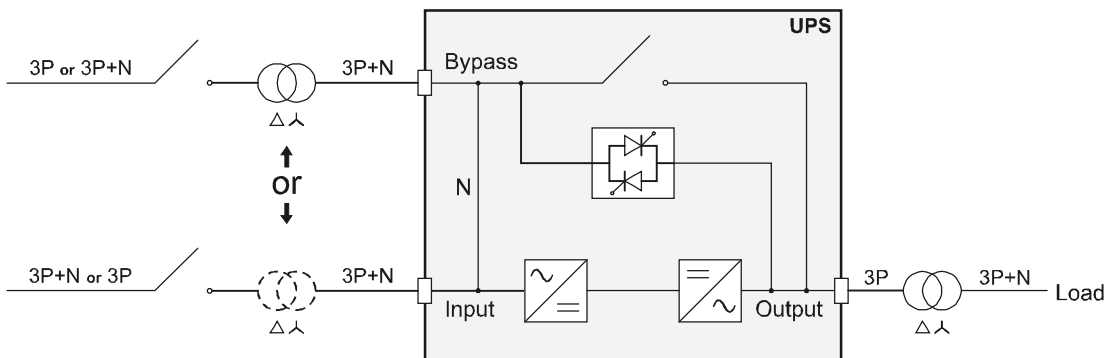 UPS
3P or 3P+N
3P+N
Bypass
or
N
3P+N or 3P
3P+N
Input
Output
3P
3P+N
Load